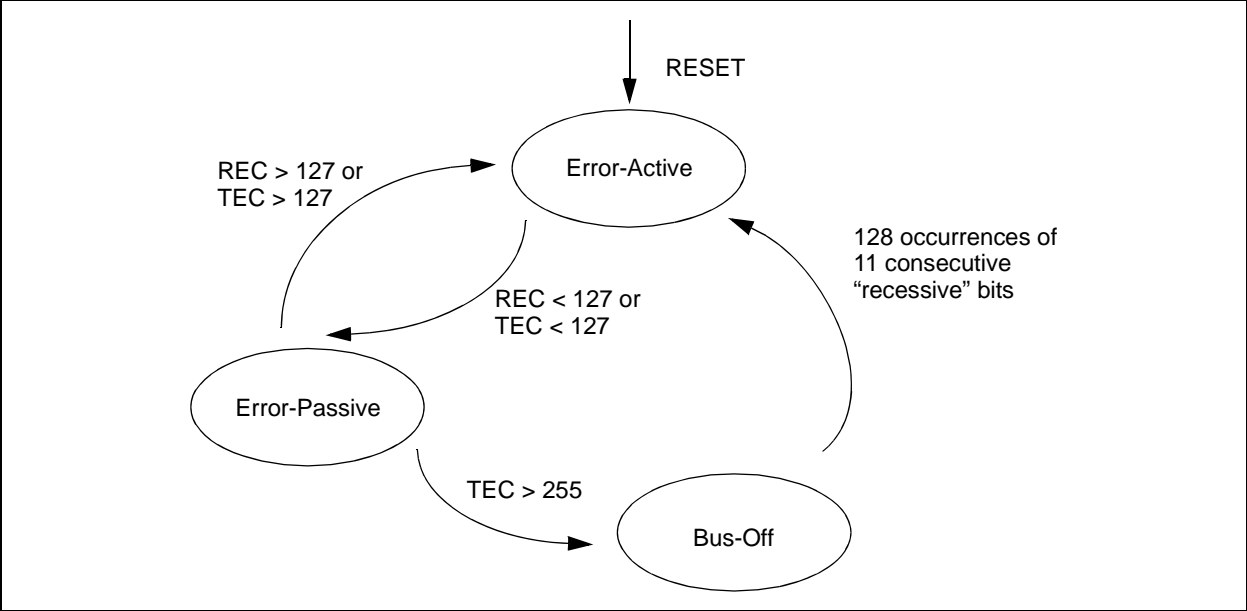 RESET
Error-Active
REC > 127 or
TEC > 127
128 occurrences of
11 consecutive
“recessive” bits
REC < 127 or
TEC < 127
Error-Passive
TEC > 255
Bus-Off